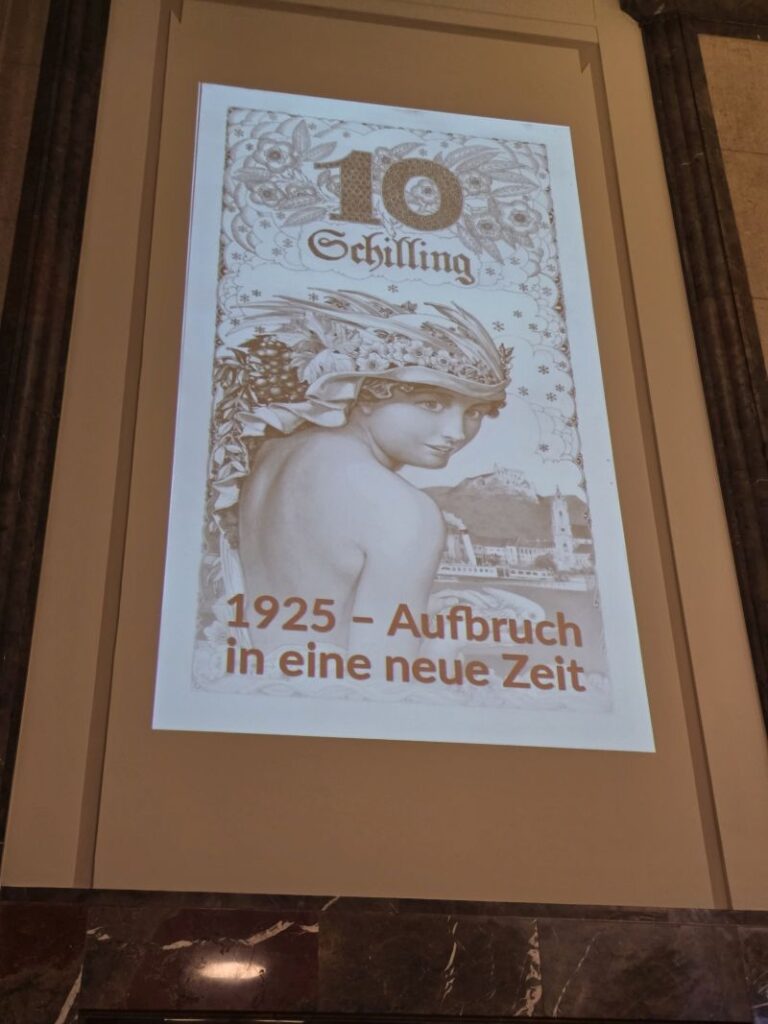 10
Schilling
1925 – Aufbruch
in eine neue Zeit